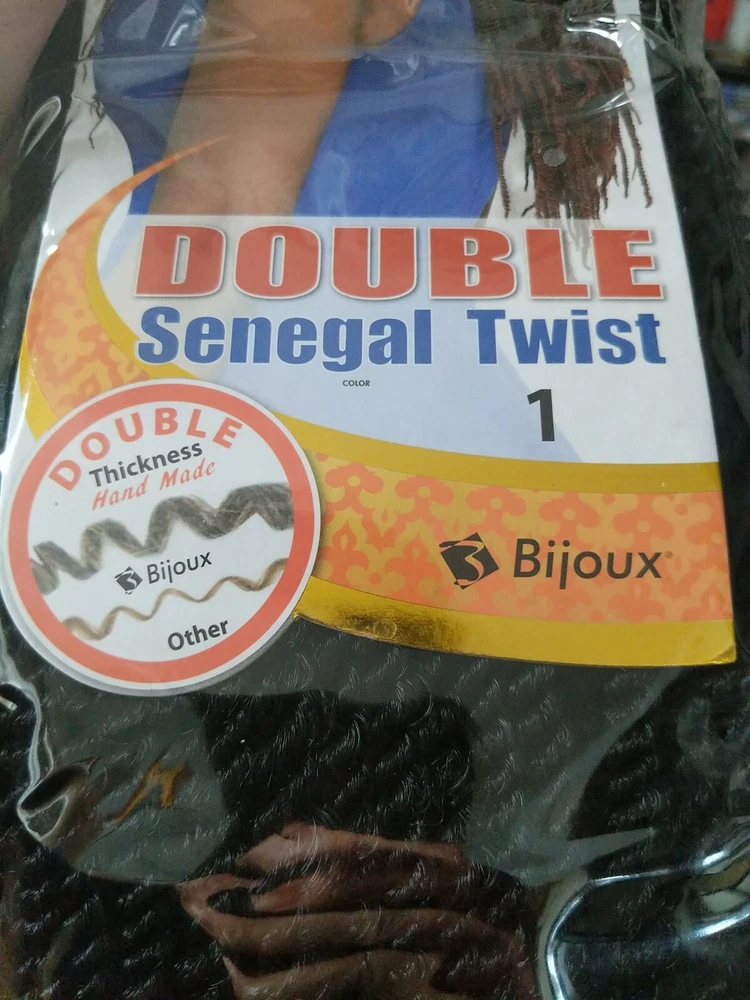 DOUBLE
Senegal Twist
COLOR
1
DOUBLE
Thickness
Hand Made
Bijoux
Other
Bijoux®